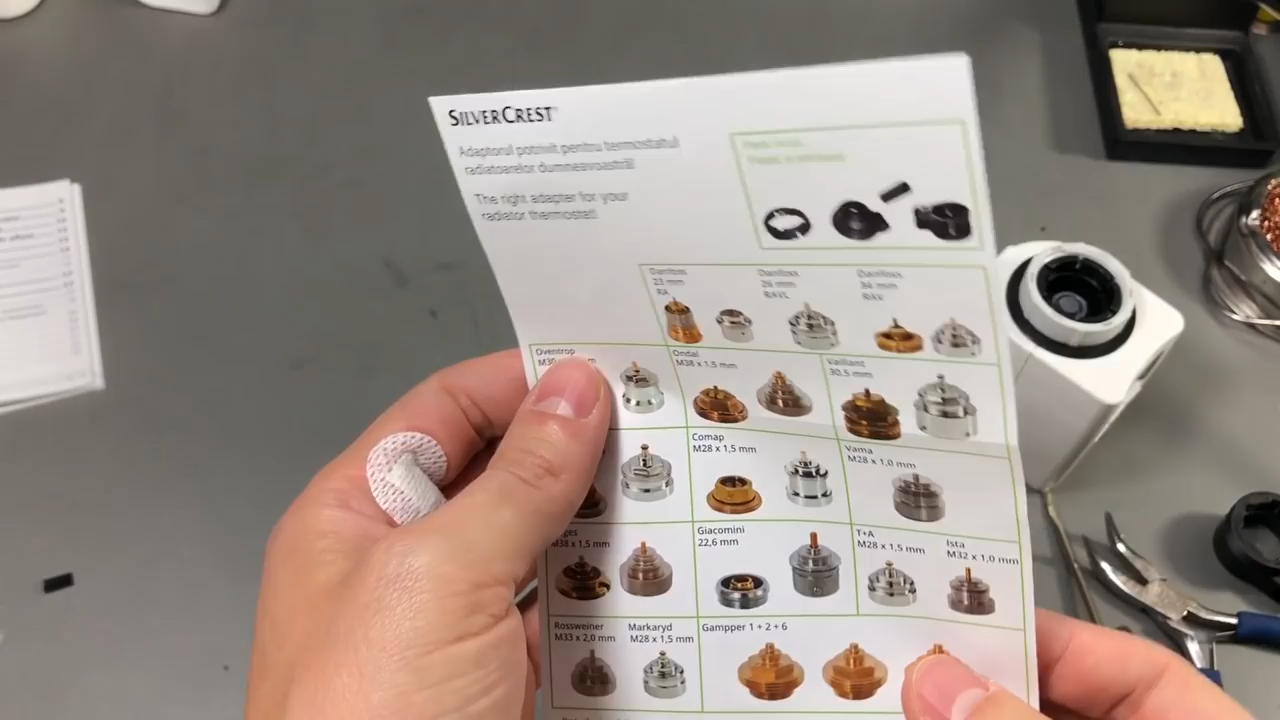 SILVERCREST
Adaptorul potrivit pentru termostatul
radiatoarelor dumneavoastră!
The right adapter for your
radiator thermostat!
Danfoss
23 mm
RA
Danfoss
26 mm
RAVL
Danfoss
34 mm
RAV
Oventrop
Ondal
M38 x 1,5 mm
Vaillant
30,5 mm
Comap
M28 x 1,5 mm
Vama
M28 x 1,0 mm
M38 x 1,5 mm
Giacomini
22,6 mm
T+A
M28 x 1,5 mm
Ista
M32 x 1,0 mm
Rossweiner
M33 x 2,0 mm
Markaryd
M28 x 1,5 mm
Gampper 1 + 2 + 6